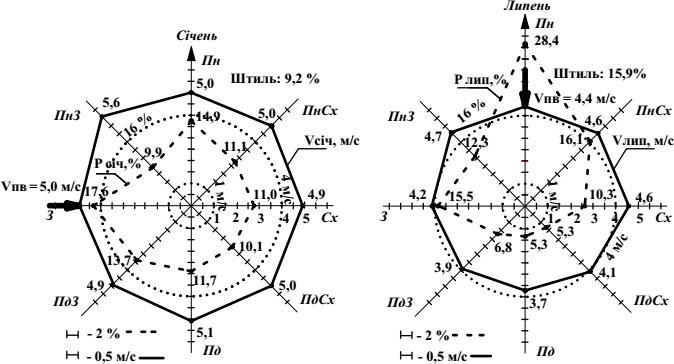 Січень
Пн
5,0
Штиль: 9,2 %
ПнЗ
5,6
16 %
14,9
5,0
ПнСх
Vсіч, м/с
Р січ,%
9,9
11,1
Vпв = 5,0 м/с
17,6
1 м/с
11,0
4 м/с
4,9
З
1
2
3
4
5
Сх
13,7
10,1
11,7
4,9
5,0
ПдЗ
ПдСх
5,1
Пд
- 2 %
- 0,5 м/с
Липень
Пн
28,4
Штиль: 15,9%
Р лип,%
Vпв = 4,4 м/с
ПнЗ
16 %
ПнСх
4,7
4,6
12,3
16,1
Vлип, м/с
4,2
15,5
1 м/с
10,3
4,6
З
1
2
3
4
5
Сх
6,8
5,3
5,3
4 м/с
3,9
4,1
ПдЗ
ПдСх
3,7
Пд
- 2 %
- 0,5 м/с